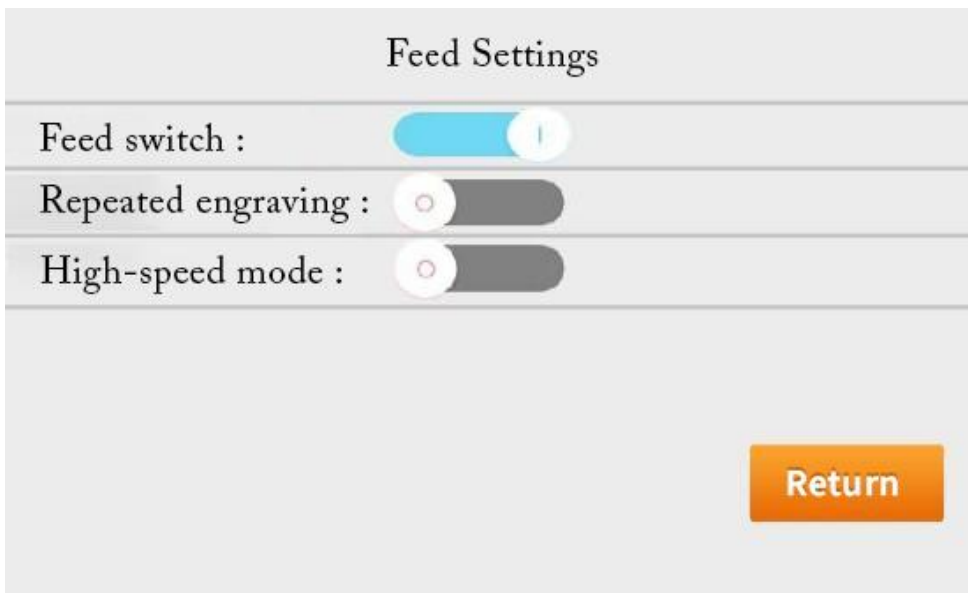 Feed Settings
Feed switch :
Repeated engraving :
High-speed mode :
Return